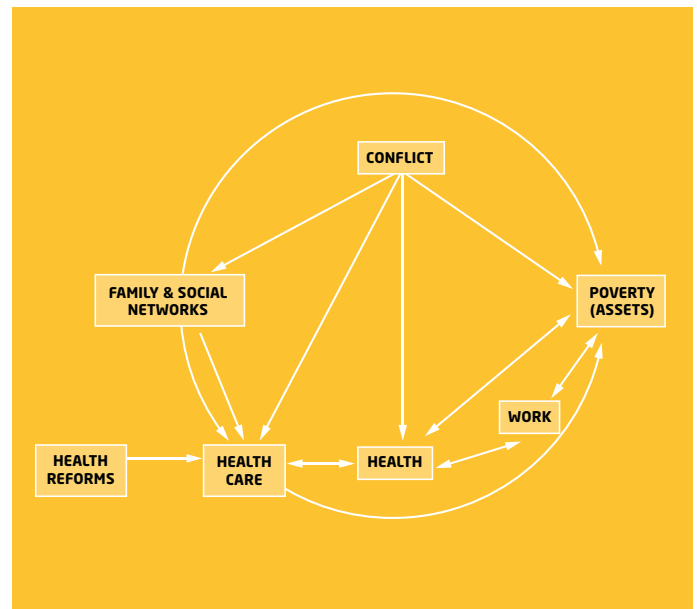 CONFLICT
FAMILY & SOCIAL
NETWORKS
POVERTY
(ASSETS)
WORK
HEALTH
REFORMS
HEALTH
CARE
HEALTH